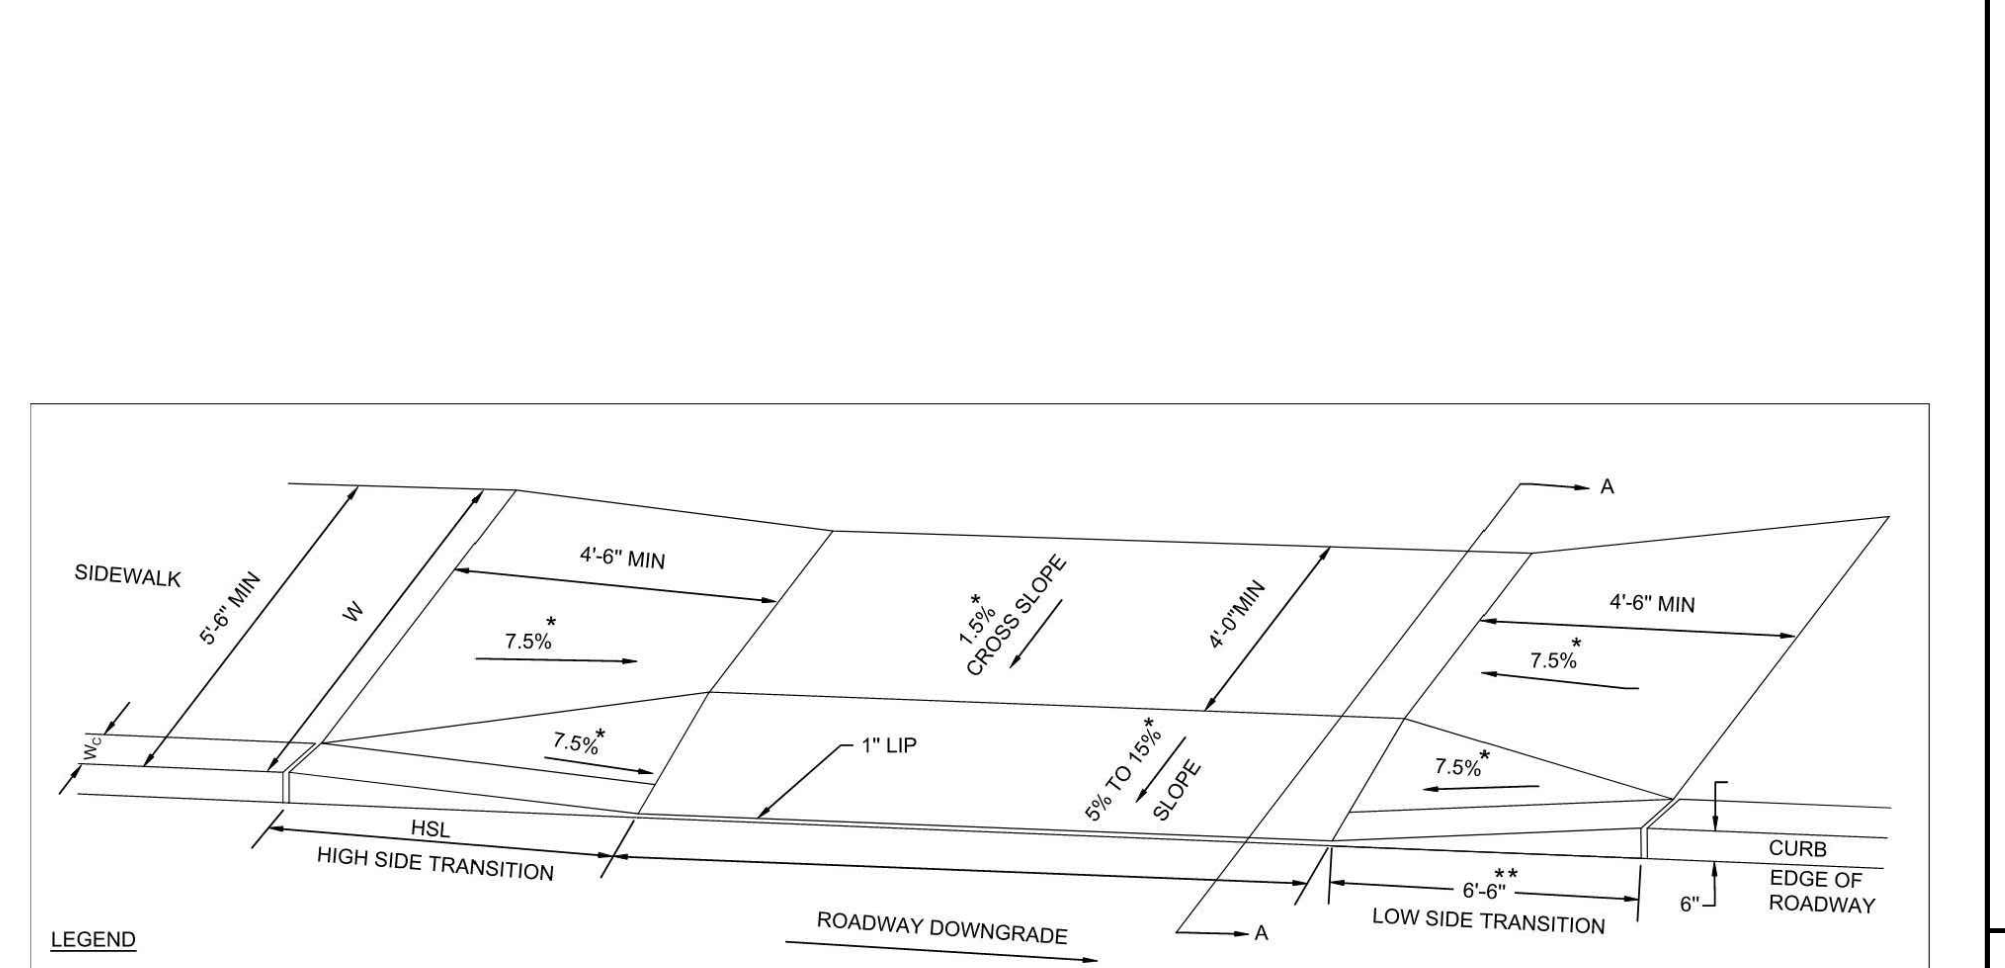 A
SIDEWALK
5'-6" MIN
W
4'-6" MIN
7.5%*
1.5%*
CROSS SLOPE
4'-0"MIN
4'-6" MIN
7.5%*
Wc
7.5%*
1" LIP
5% TO 15%*
SLOPE
7.5%*
HSL
HIGH SIDE TRANSITION
**
6'-6"
LOW SIDE TRANSITION
6"
CURB
EDGE OF
ROADWAY
ROADWAY DOWNGRADE
A
LEGEND